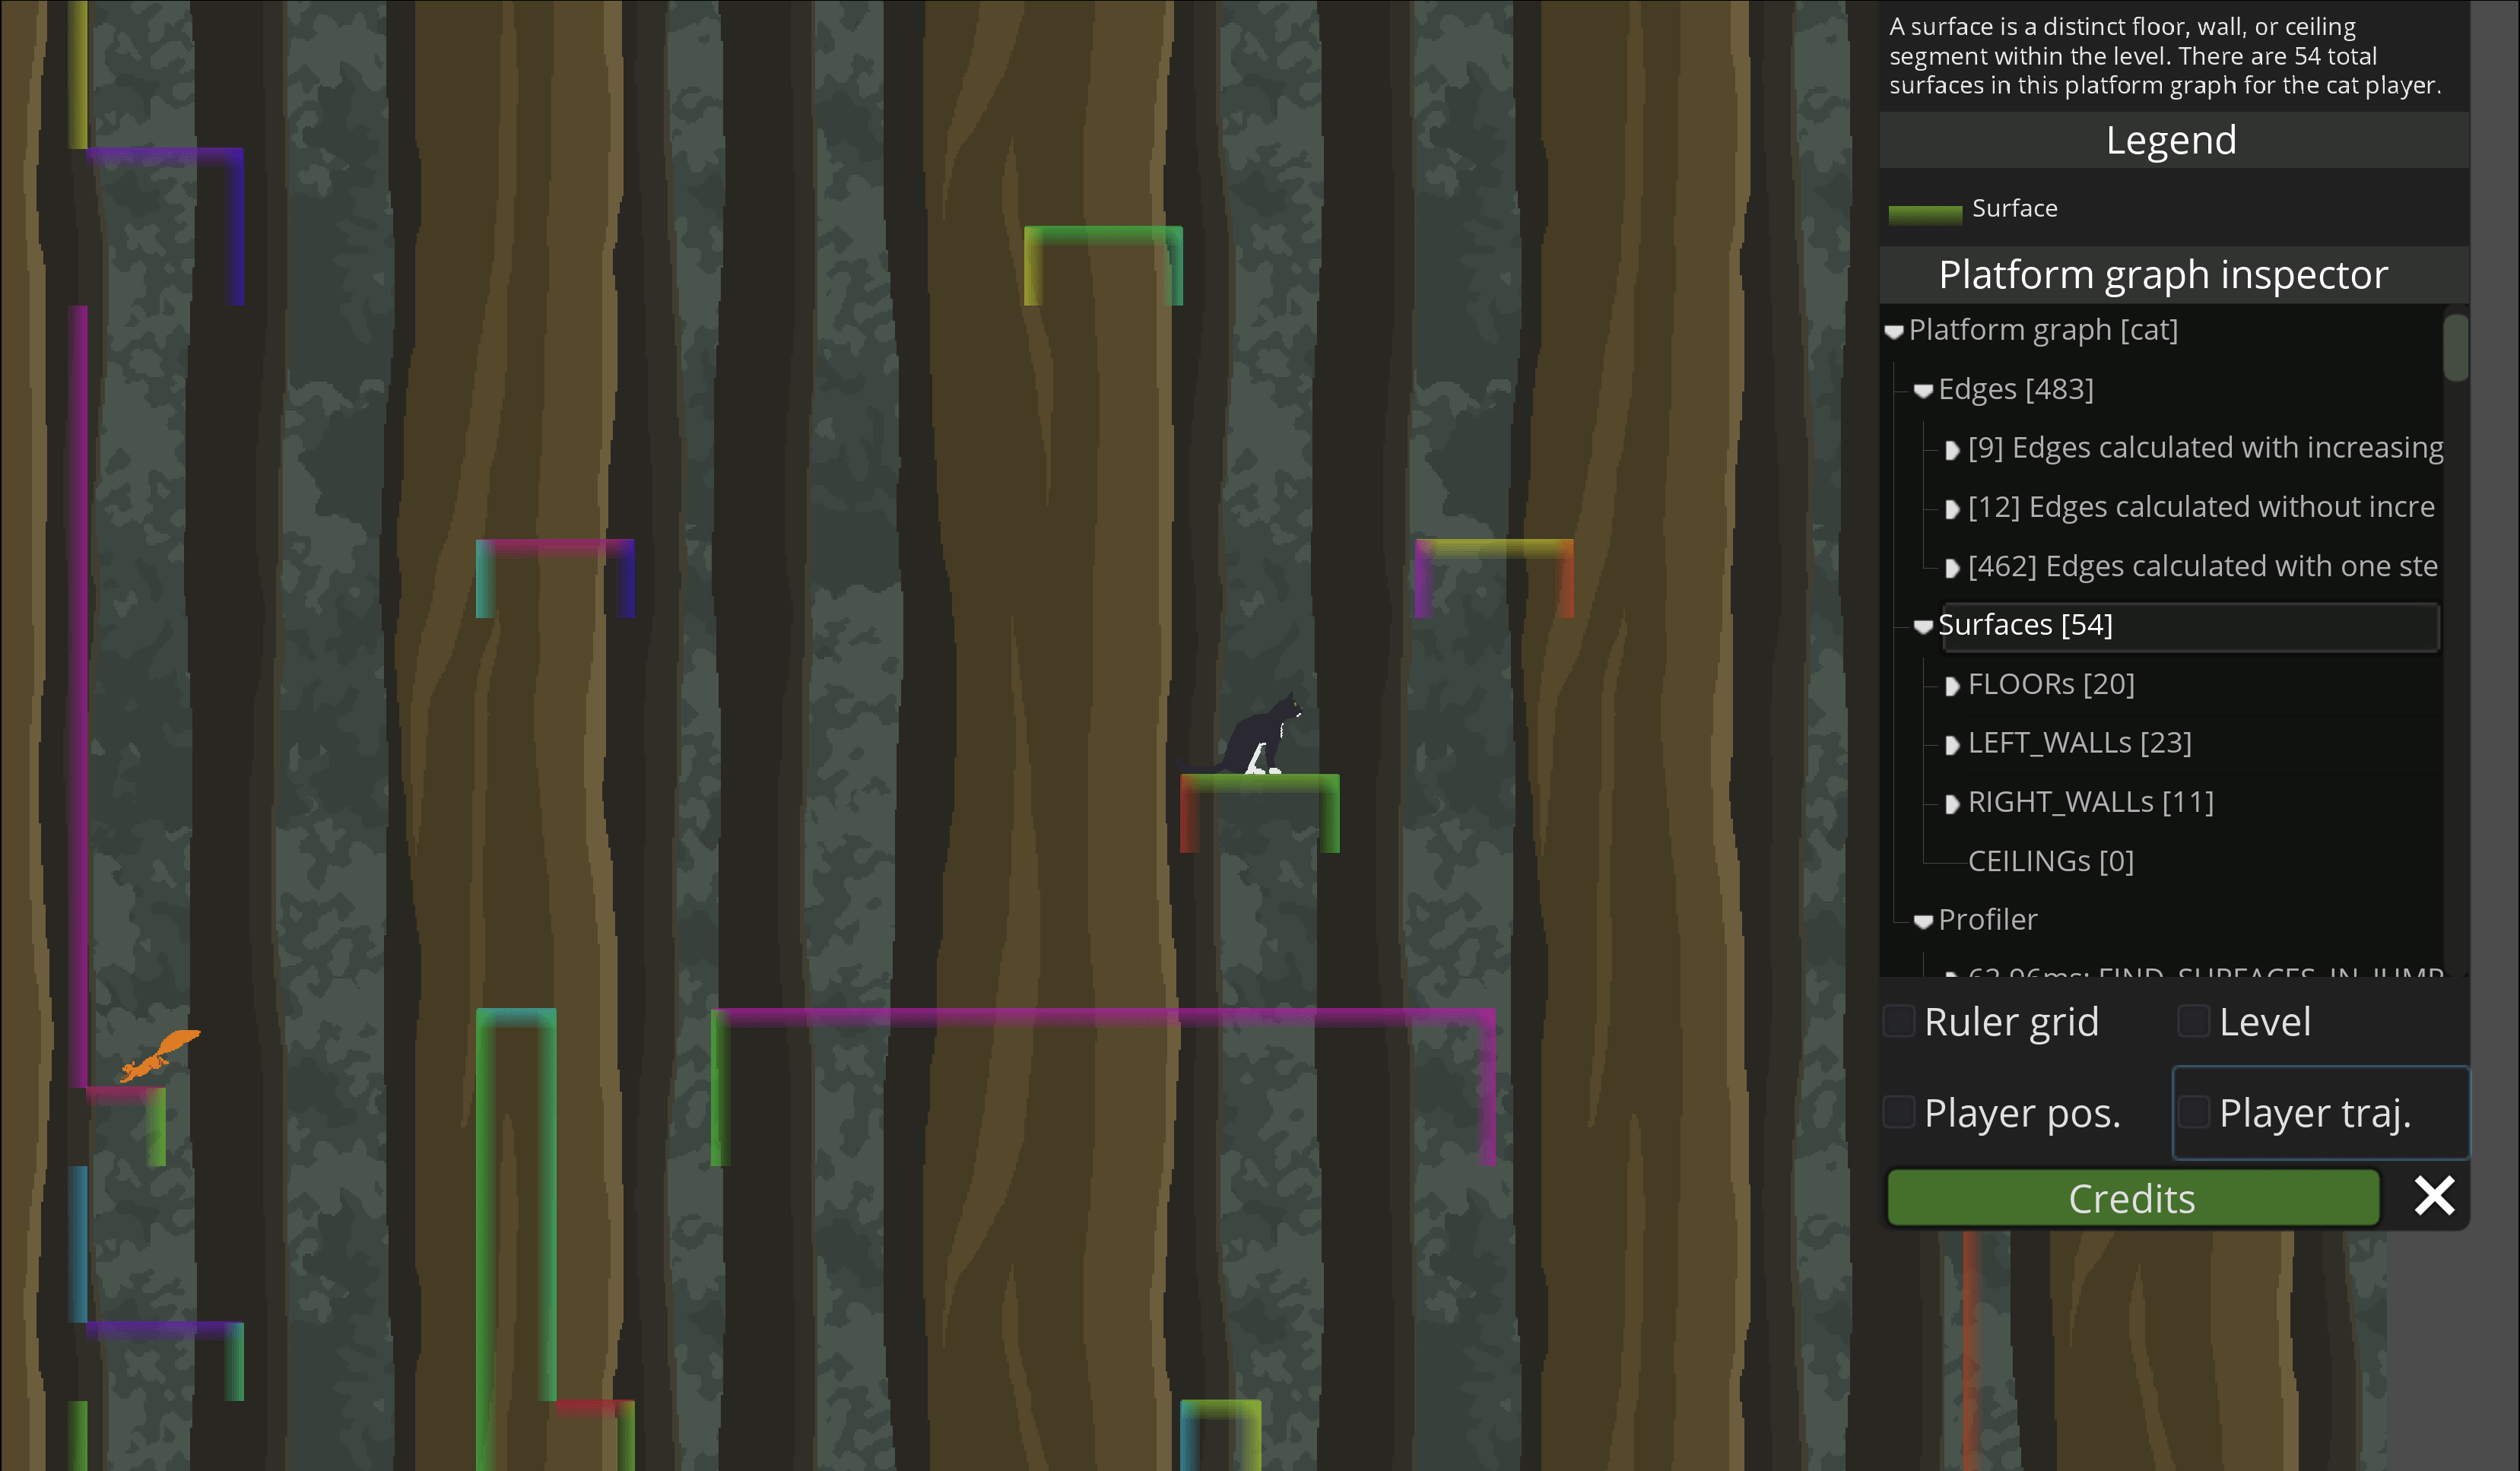 A surface is a distinct floor, wall, or ceiling
segment within the level. There are 54 total
surfaces in this platform graph for the cat player.
Legend
Surface
Platform graph inspector
Platform graph [cat]
Edges [483]
[9] Edges calculated with increasing
[12] Edges calculated without incre
[462] Edges calculated with one ste
Surfaces [54]
FLOORs [20]
LEFT_WALLs [23]
RIGHT_WALLs [11]
CEILINGs [0]
Profiler
Ruler grid
Level
Player pos.
Player traj.
Credits